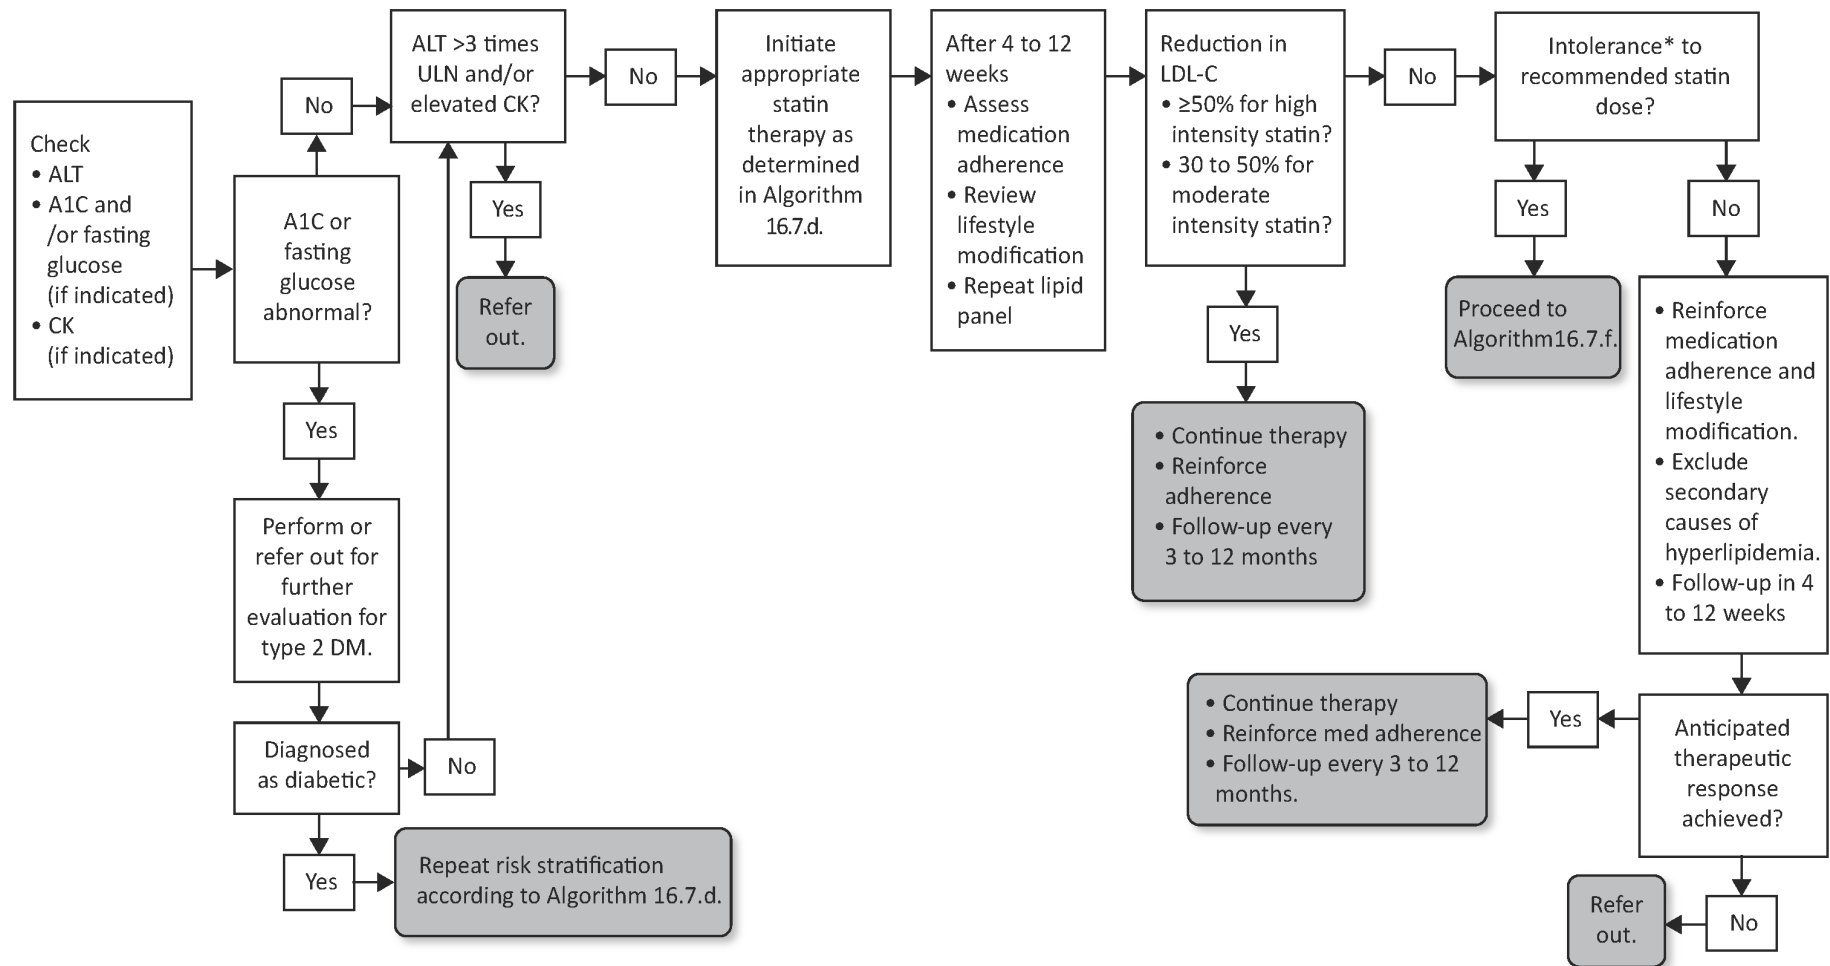 Check
• ALT
• A1C and
/or fasting
glucose
(if indicated)
• CK
(if indicated)
No
A1C or
fasting
glucose
abnormal?
Yes
Perform or
refer out for
further
evaluation for
type 2 DM.
Diagnosed
as diabetic?
No
Yes
Repeat risk stratification
according to Algorithm 16.7.d.
ALT >3 times
ULN and/or
elevated CK?
Yes
Refer
out.
No
Initiate
appropriate
statin
therapy as
determined
in Algorithm
16.7.d.
After 4 to 12
weeks
• Assess
medication
adherence
• Review
lifestyle
modification
• Repeat lipid
panel
Reduction in
LDL-C
• ≥50% for high
intensity statin?
• 30 to 50% for
moderate
intensity statin?
Yes
• Continue therapy
• Reinforce
adherence
• Follow-up every
3 to 12 months
No
Intolerance* to
recommended statin
dose?
Yes
Proceed to
Algorithm16.7.f.
No
• Reinforce
medication
adherence and
lifestyle
modification.
• Exclude
secondary
causes of
hyperlipidemia.
• Follow-up in 4
to 12 weeks
Anticipated
therapeutic
response
achieved?
Yes
• Continue therapy
• Reinforce med adherence
• Follow-up every 3 to 12
months.
No
Refer
out.